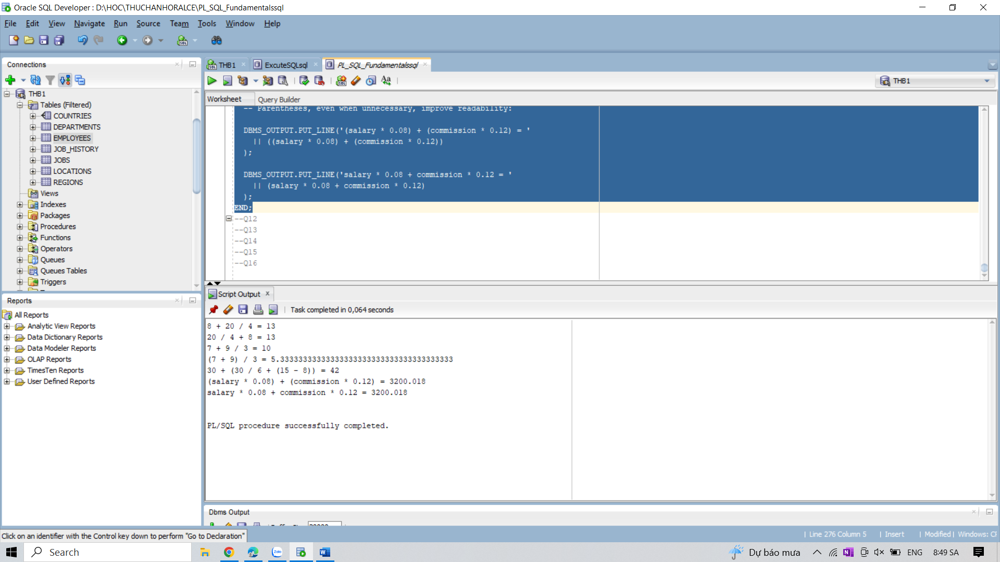 Oracle SQL Developer : D:\HOC\THUCHANHORALCE\PL_SQL_Fundamentalssql
File Edit View Navigate Run Source Team Tools Window Help
Connections
THB1
Tables (Filtered)
COUNTRIES
DEPARTMENTS
EMPLOYEES
JOB_HISTORY
JOBS
LOCATIONS
REGIONS
Views
Indexes
Packages
Procedures
Functions
Operators
Queues
Queues Tables
Triggers
Reports
All Reports
Analytic View Reports
Data Dictionary Reports
Data Modeler Reports
OLAP Reports
TimesTen Reports
User Defined Reports
THB1 ExcuteSQLsql PL_SQL_Fundamentalssql
THB1
Worksheet Query Builder
-- Parentheses, even when unnecessary, improve readability:
DBMS_OUTPUT.PUT_LINE('(salary * 0.08) + (commission * 0.12) = '
|| ((salary * 0.08) + (commission * 0.12))
);
DBMS_OUTPUT.PUT_LINE('salary * 0.08 + commission * 0.12 = '
|| (salary * 0.08 + commission * 0.12)
);
END;
--Q12
--Q13
--Q14
--Q15
--Q16
Script Output
Task completed in 0,064 seconds
8 + 20 / 4 = 13
20 / 4 + 8 = 13
7 + 9 / 3 = 10
(7 + 9) / 3 = 5.33333333333333333333333333333333333333
30 + (30 / 6 + (15 - 8)) = 42
(salary * 0.08) + (commission * 0.12) = 3200.018
salary * 0.08 + commission * 0.12 = 3200.018
PL/SQL procedure successfully completed.
Dbms Output
Click on an identifier with the Control key down to perform "Go to Declaration"
Line 276 Column 5 | Insert | Modified | Windows: CF
Search
Zalo
Dự báo mưa ENG 8:49 SA